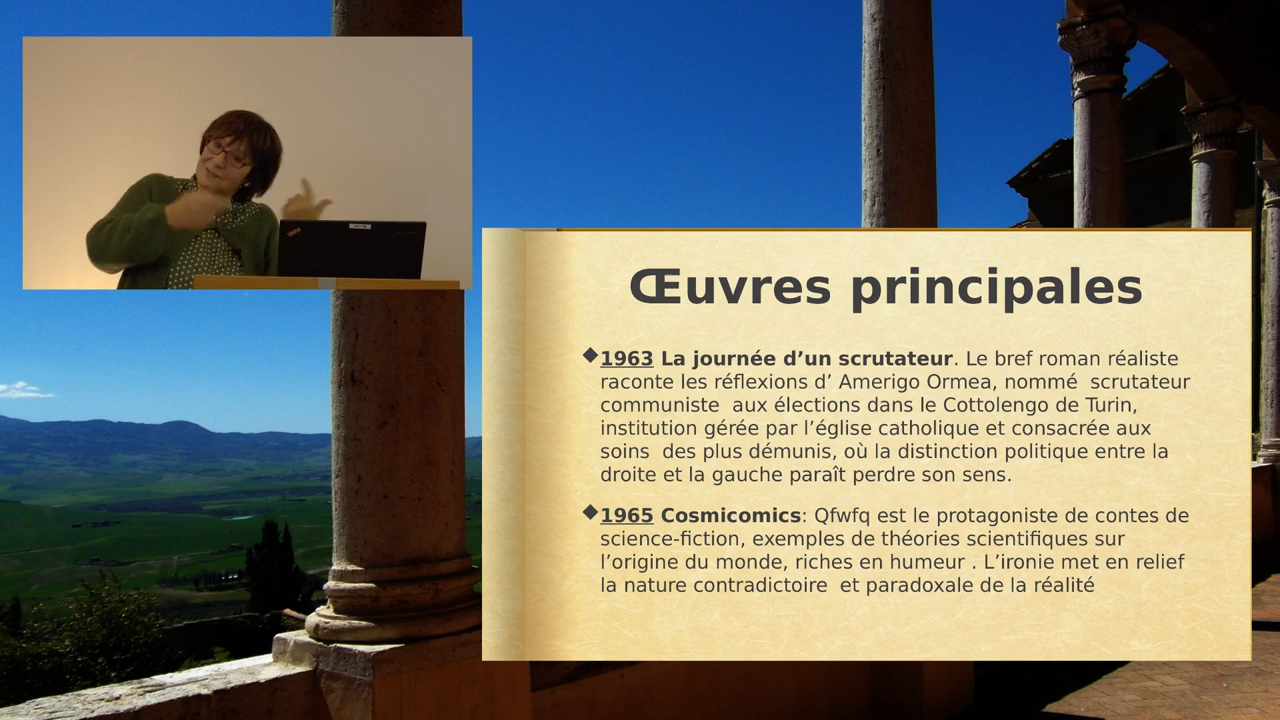 Œuvres principales
◆1963 La journée d’un scrutateur. Le bref roman réaliste
raconte les réflexions d’ Amerigo Ormea, nommé  scrutateur
communiste  aux élections dans le Cottolengo de Turin,
institution gérée par l’église catholique et consacrée aux
soins  des plus démunis, où la distinction politique entre la
droite et la gauche paraît perdre son sens.
◆1965 Cosmicomics: Qfwfq est le protagoniste de contes de
science-fiction, exemples de théories scientifiques sur
l’origine du monde, riches en humeur . L’ironie met en relief
la nature contradictoire  et paradoxale de la réalité